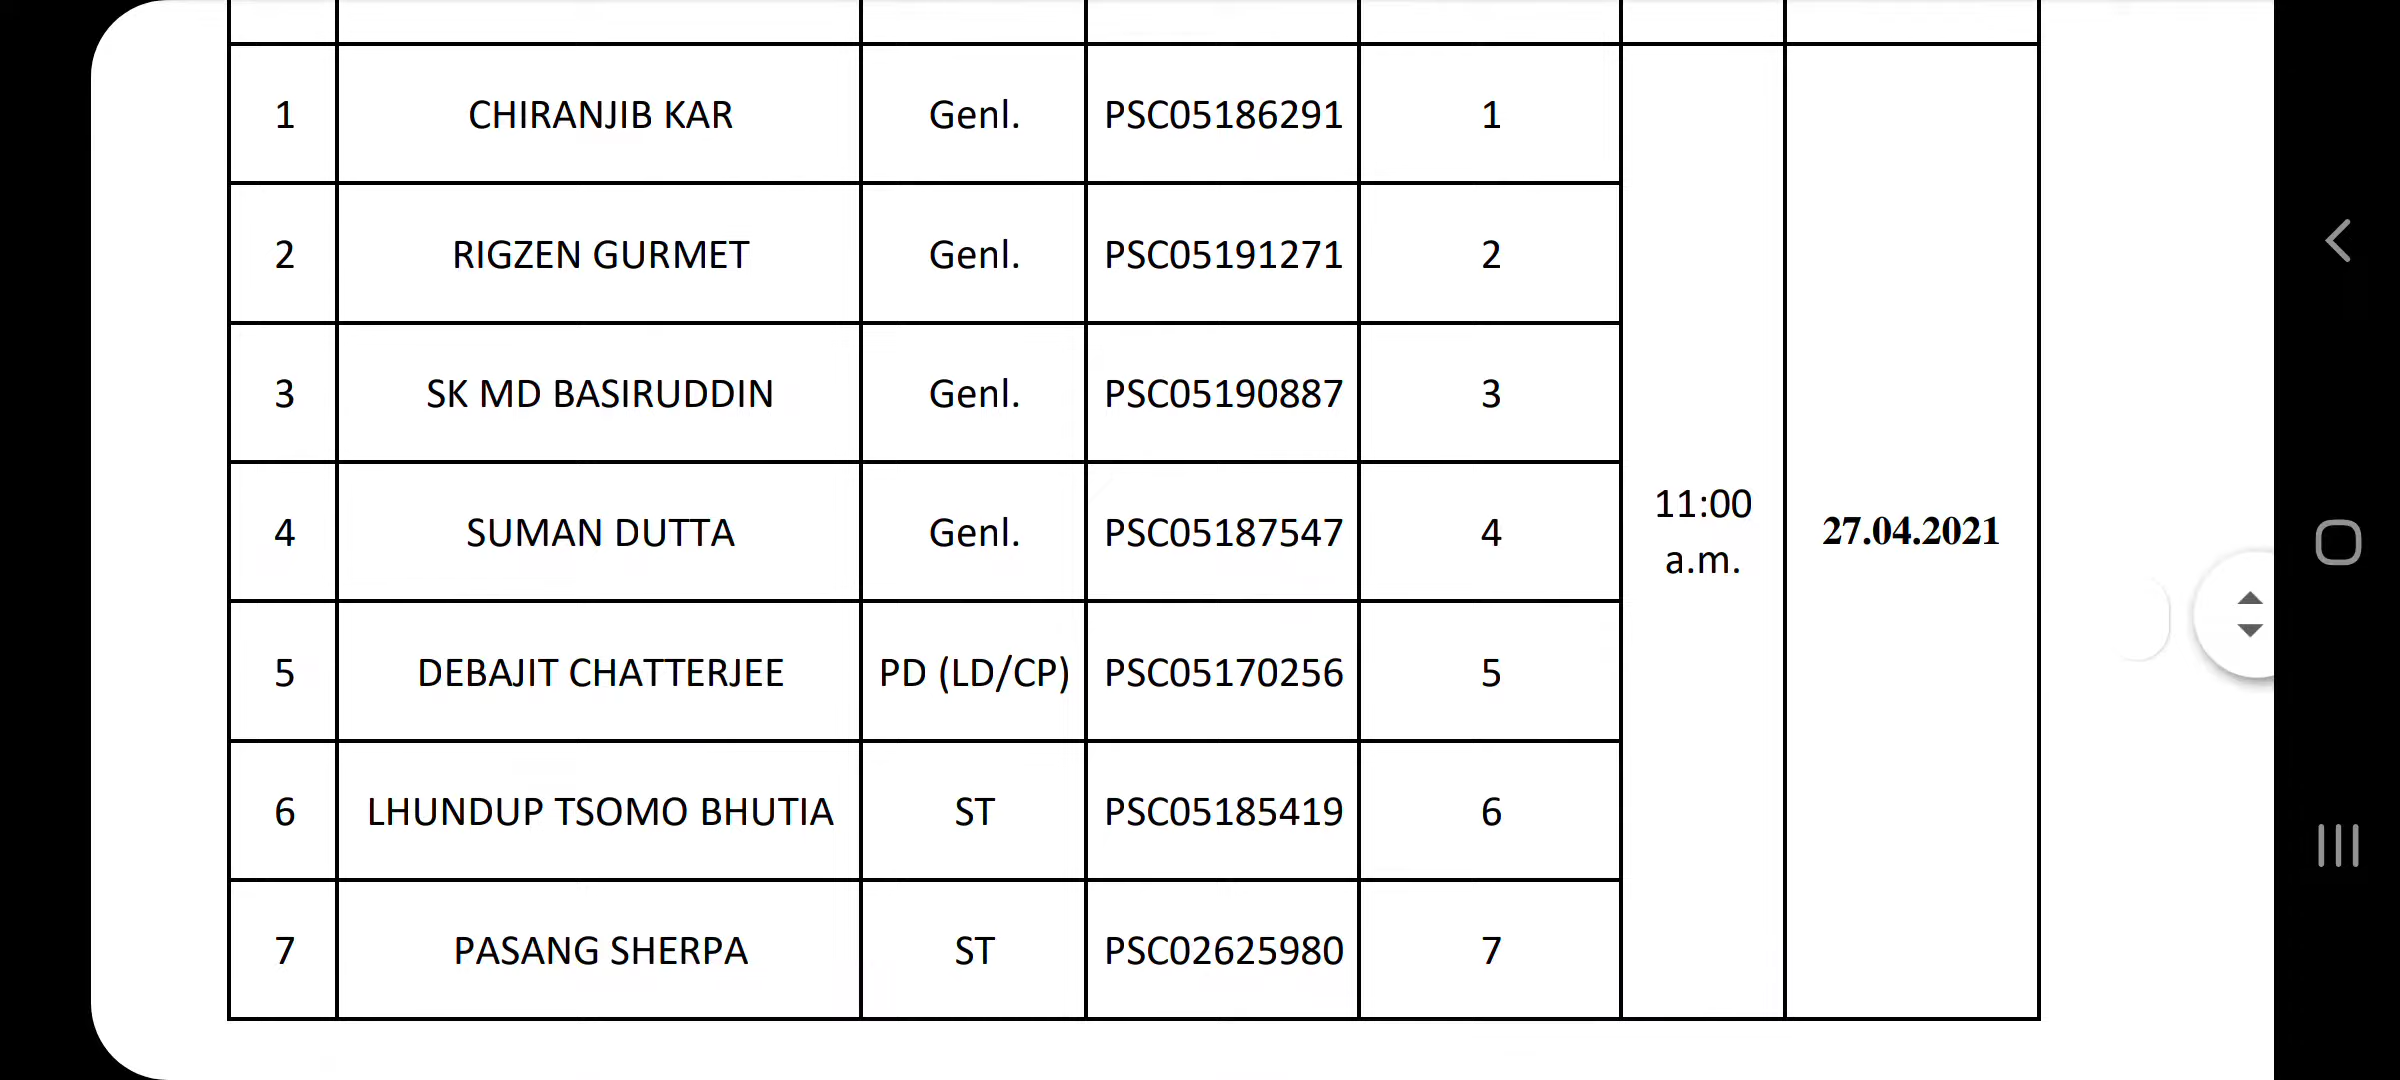 1 CHIRANJIB KAR Genl. PSC05186291 1
2 RIGZEN GURMET Genl. PSC05191271 2
3 SK MD BASIRUDDIN Genl. PSC05190887 3
4 SUMAN DUTTA Genl. PSC05187547 4
11:00
a.m.
27.04.2021
5 DEBAJIT CHATTERJEE PD (LD/CP) PSC05170256 5
6 LHUNDUP TSOMO BHUTIA ST PSC05185419 6
7 PASANG SHERPA ST PSC02625980 7